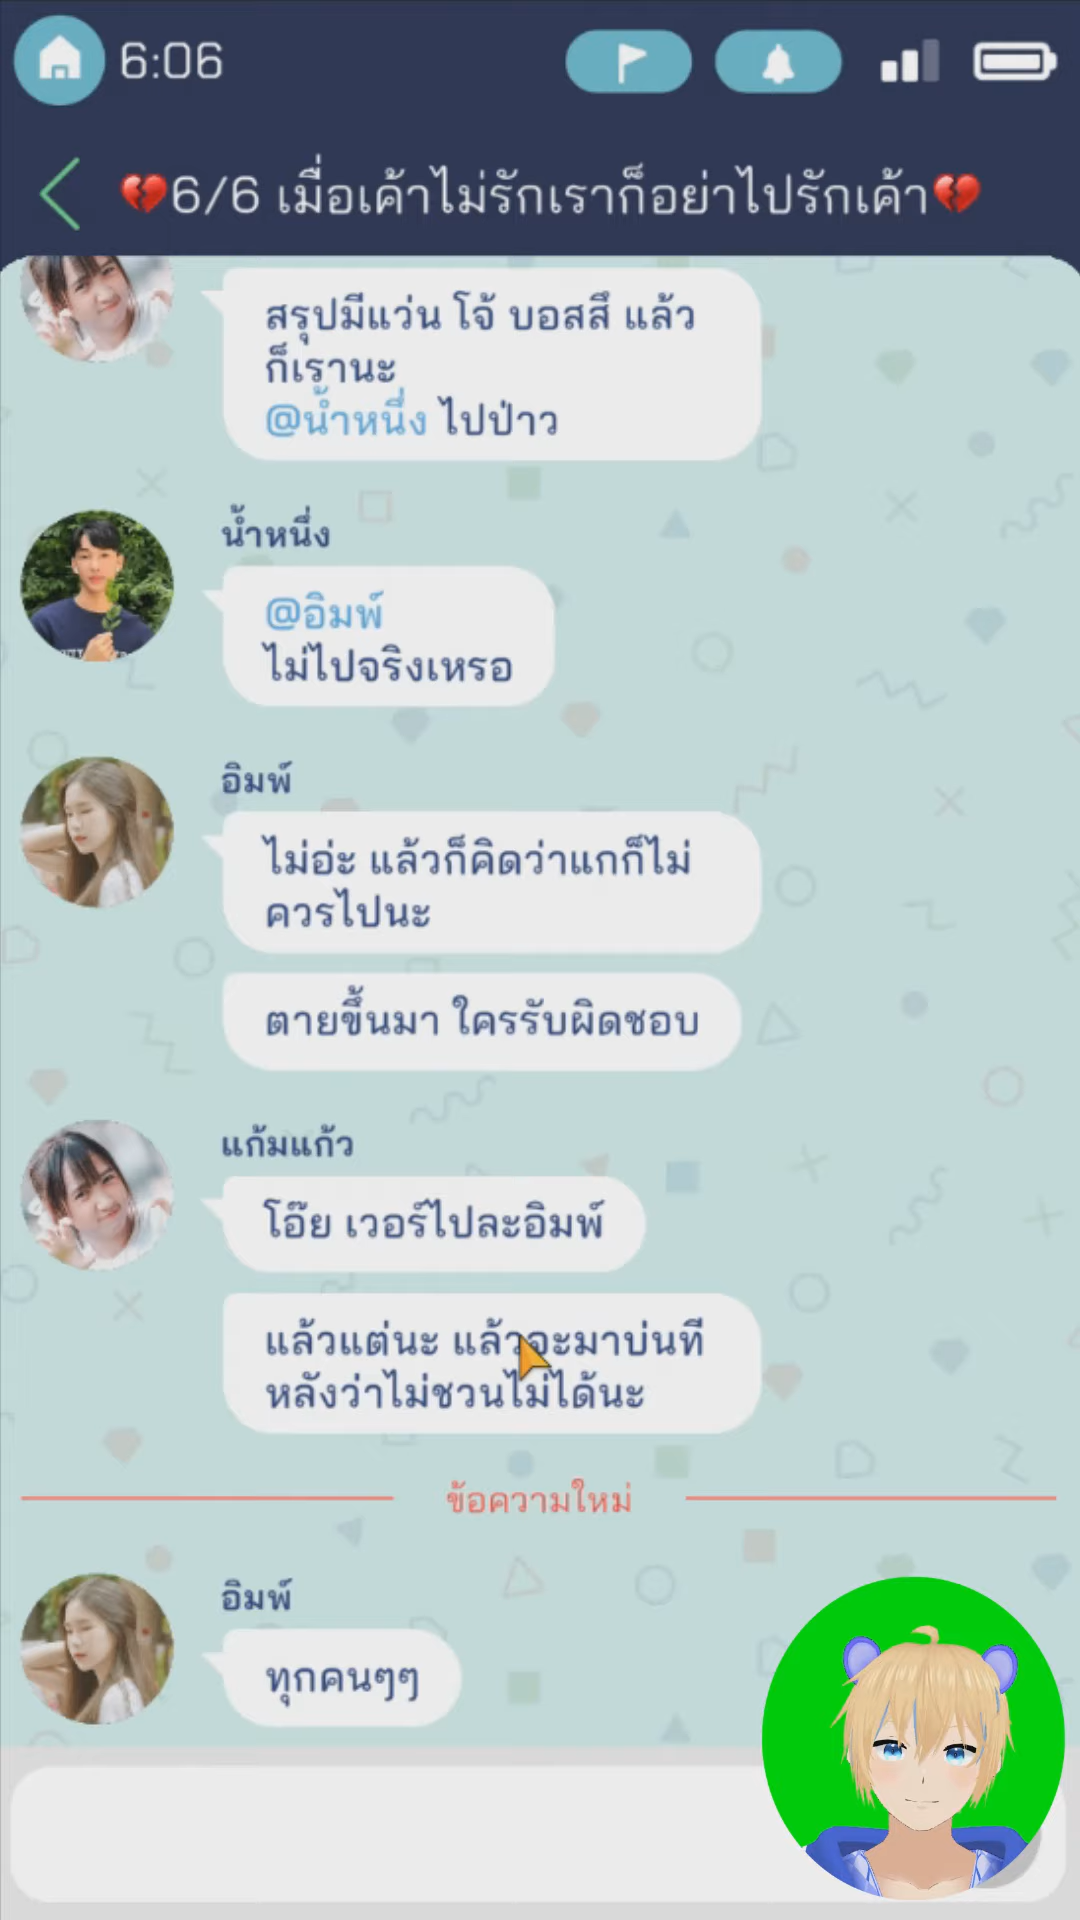 6:06
💔6/6 เมื่อเค้าไม่รักเราก็อย่าไปรักเค้า💔
สรุปมีแว่น โจ้ บอสสึ แล้ว
ก็เรานะ
@น้ำหนึ่ง ไปป่าว
น้ำหนึ่ง
@อิมพ์
ไม่ไปจริงเหรอ
อิมพ์
ไม่อ่ะ แล้วก็คิดว่าแกก็ไม่
ควรไปนะ
ตายขึ้นมา ใครรับผิดชอบ
แก้มแก้ว
โอ๊ย เวอร์ไปละอิมพ์
แล้วแต่นะ แล้วจะมาบ่นที
หลังว่าไม่ชวนไม่ได้นะ
ข้อความใหม่
อิมพ์
ทุกคนๆๆ